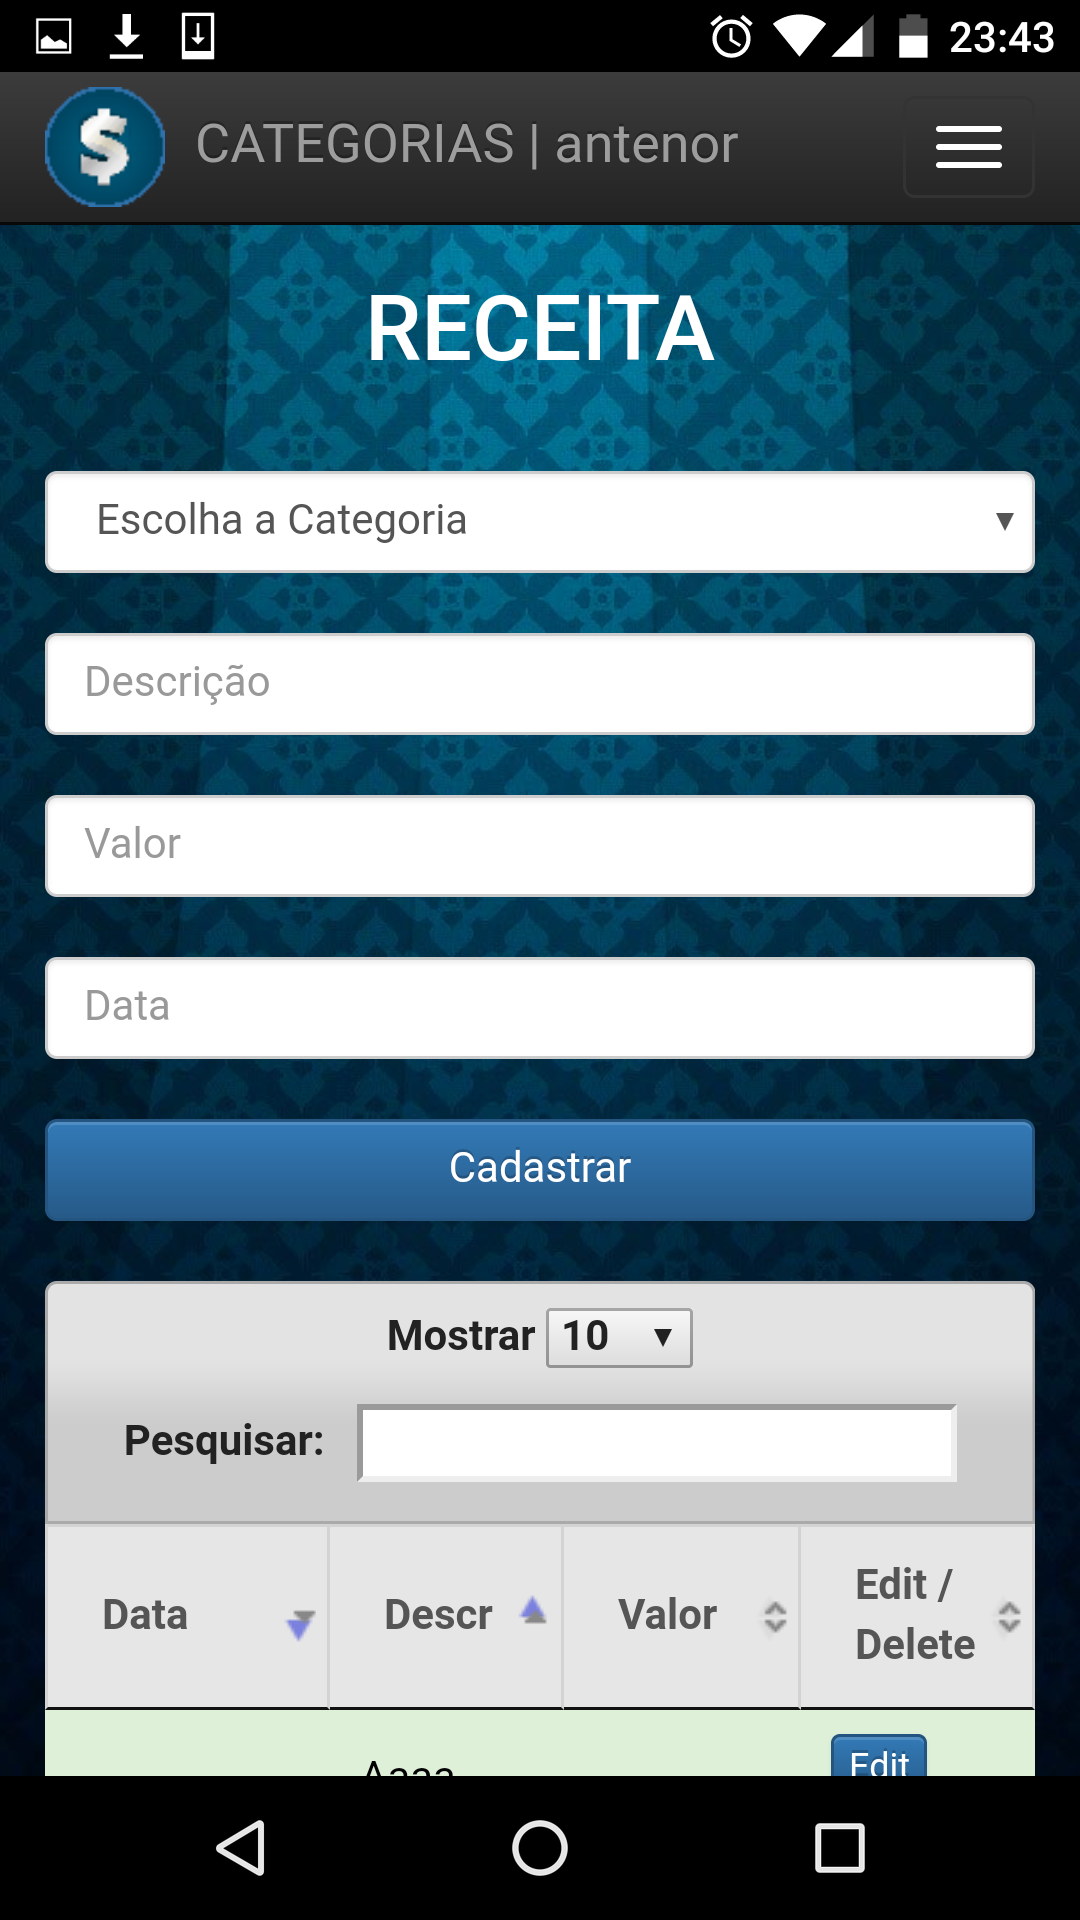 23:43
CATEGORIAS | antenor
RECEITA
Escolha a Categoria
Descrição
Valor
Data
Cadastrar
Mostrar 10
Pesquisar:
Data Descr Valor Edit / Delete
Aaaa Edit